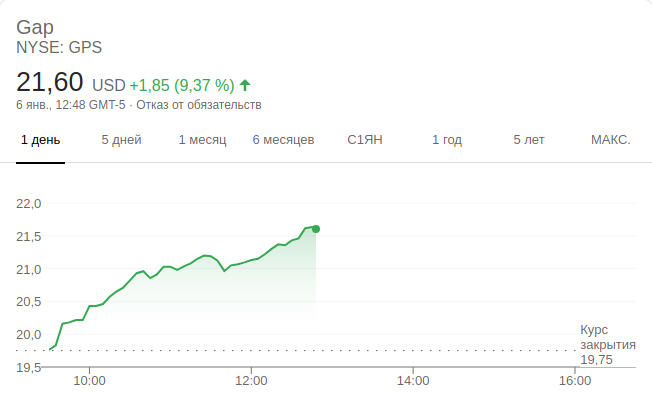 Gap
NYSE: GPS
21,60 USD +1,85 (9,37 %)
6 янв., 12:48 GMT-5 · Отказ от обязательств
1 день 5 дней 1 месяц 6 месяцев С1ЯН 1 год 5 лет МАКС.
22,0
21,5
21,0
20,5
20,0
19,5
Курс
закрытия
19,75
10:00 12:00 14:00 16:00